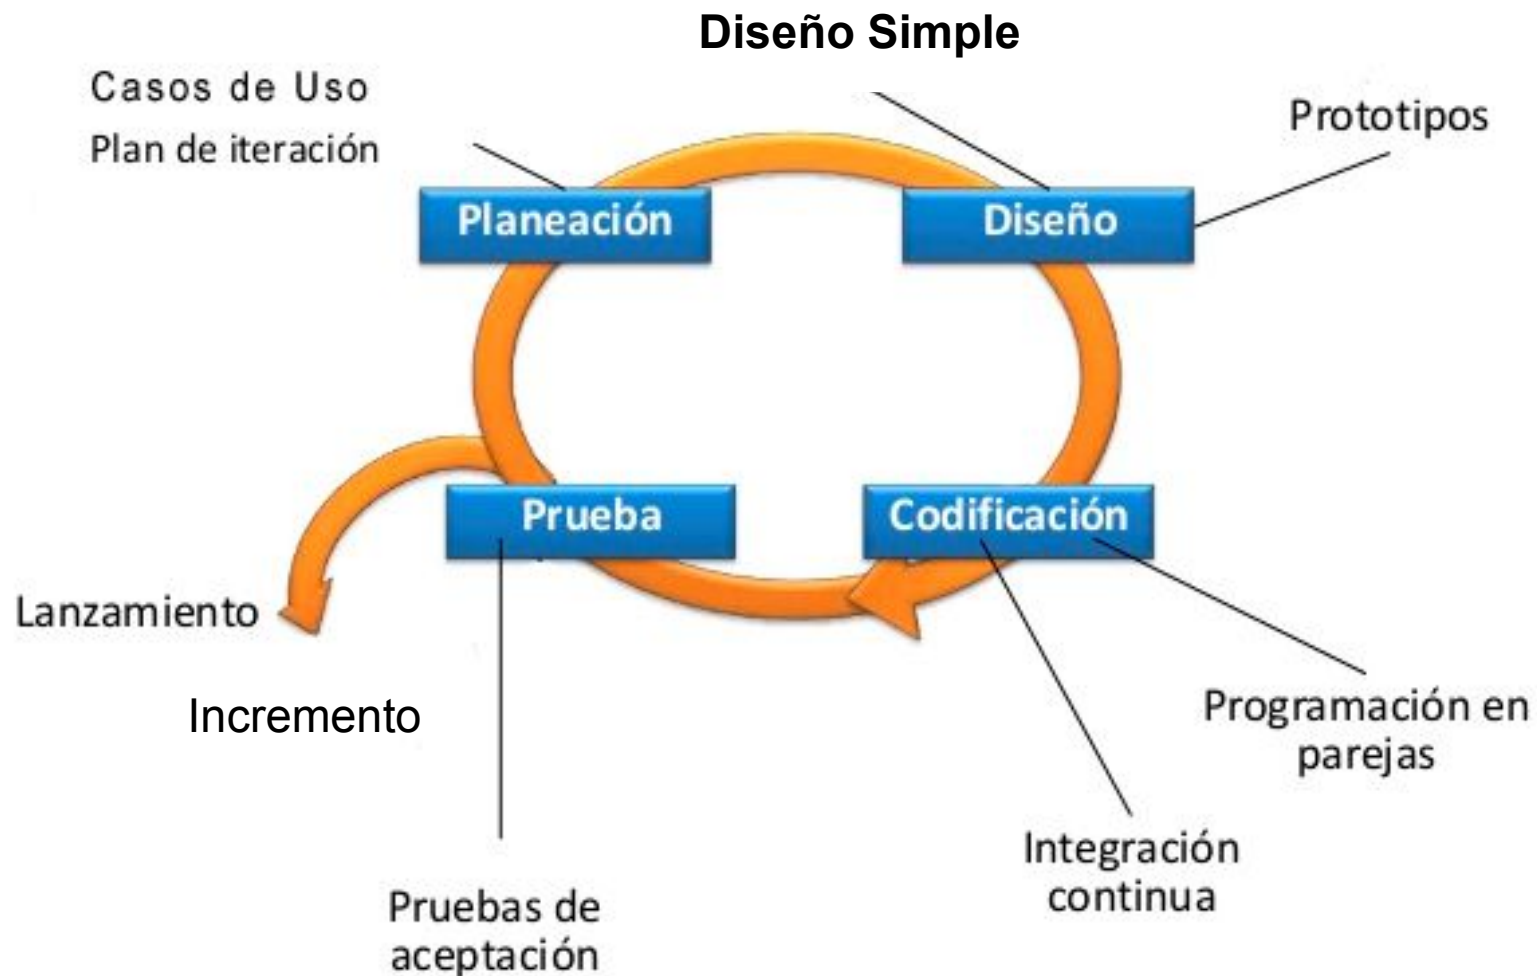 Diseño Simple
Casos de Uso
Plan de iteración
Prototipos
Planeación
Diseño
Prueba
Codificación
Lanzamiento
Incremento
Programación en
parejas
Integración
continua
Pruebas de
aceptación